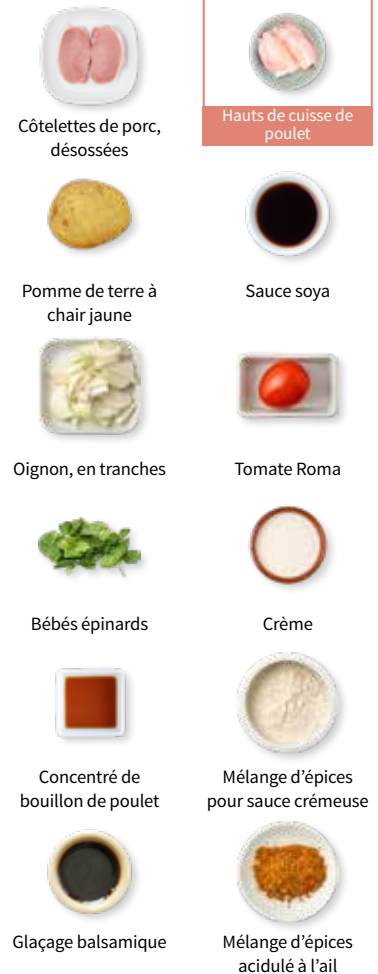 Côtelettes de porc,
désossées
Hauts de cuisse de
poulet
Pomme de terre à
chair jaune
Sauce soya
Oignon, en tranches
Tomate Roma
Bébés épinards
Crème
Concentré de
bouillon de poulet
Mélange d’épices
pour sauce crémeuse
Glaçage balsamique
Mélange d’épices
acidulé à l’ail